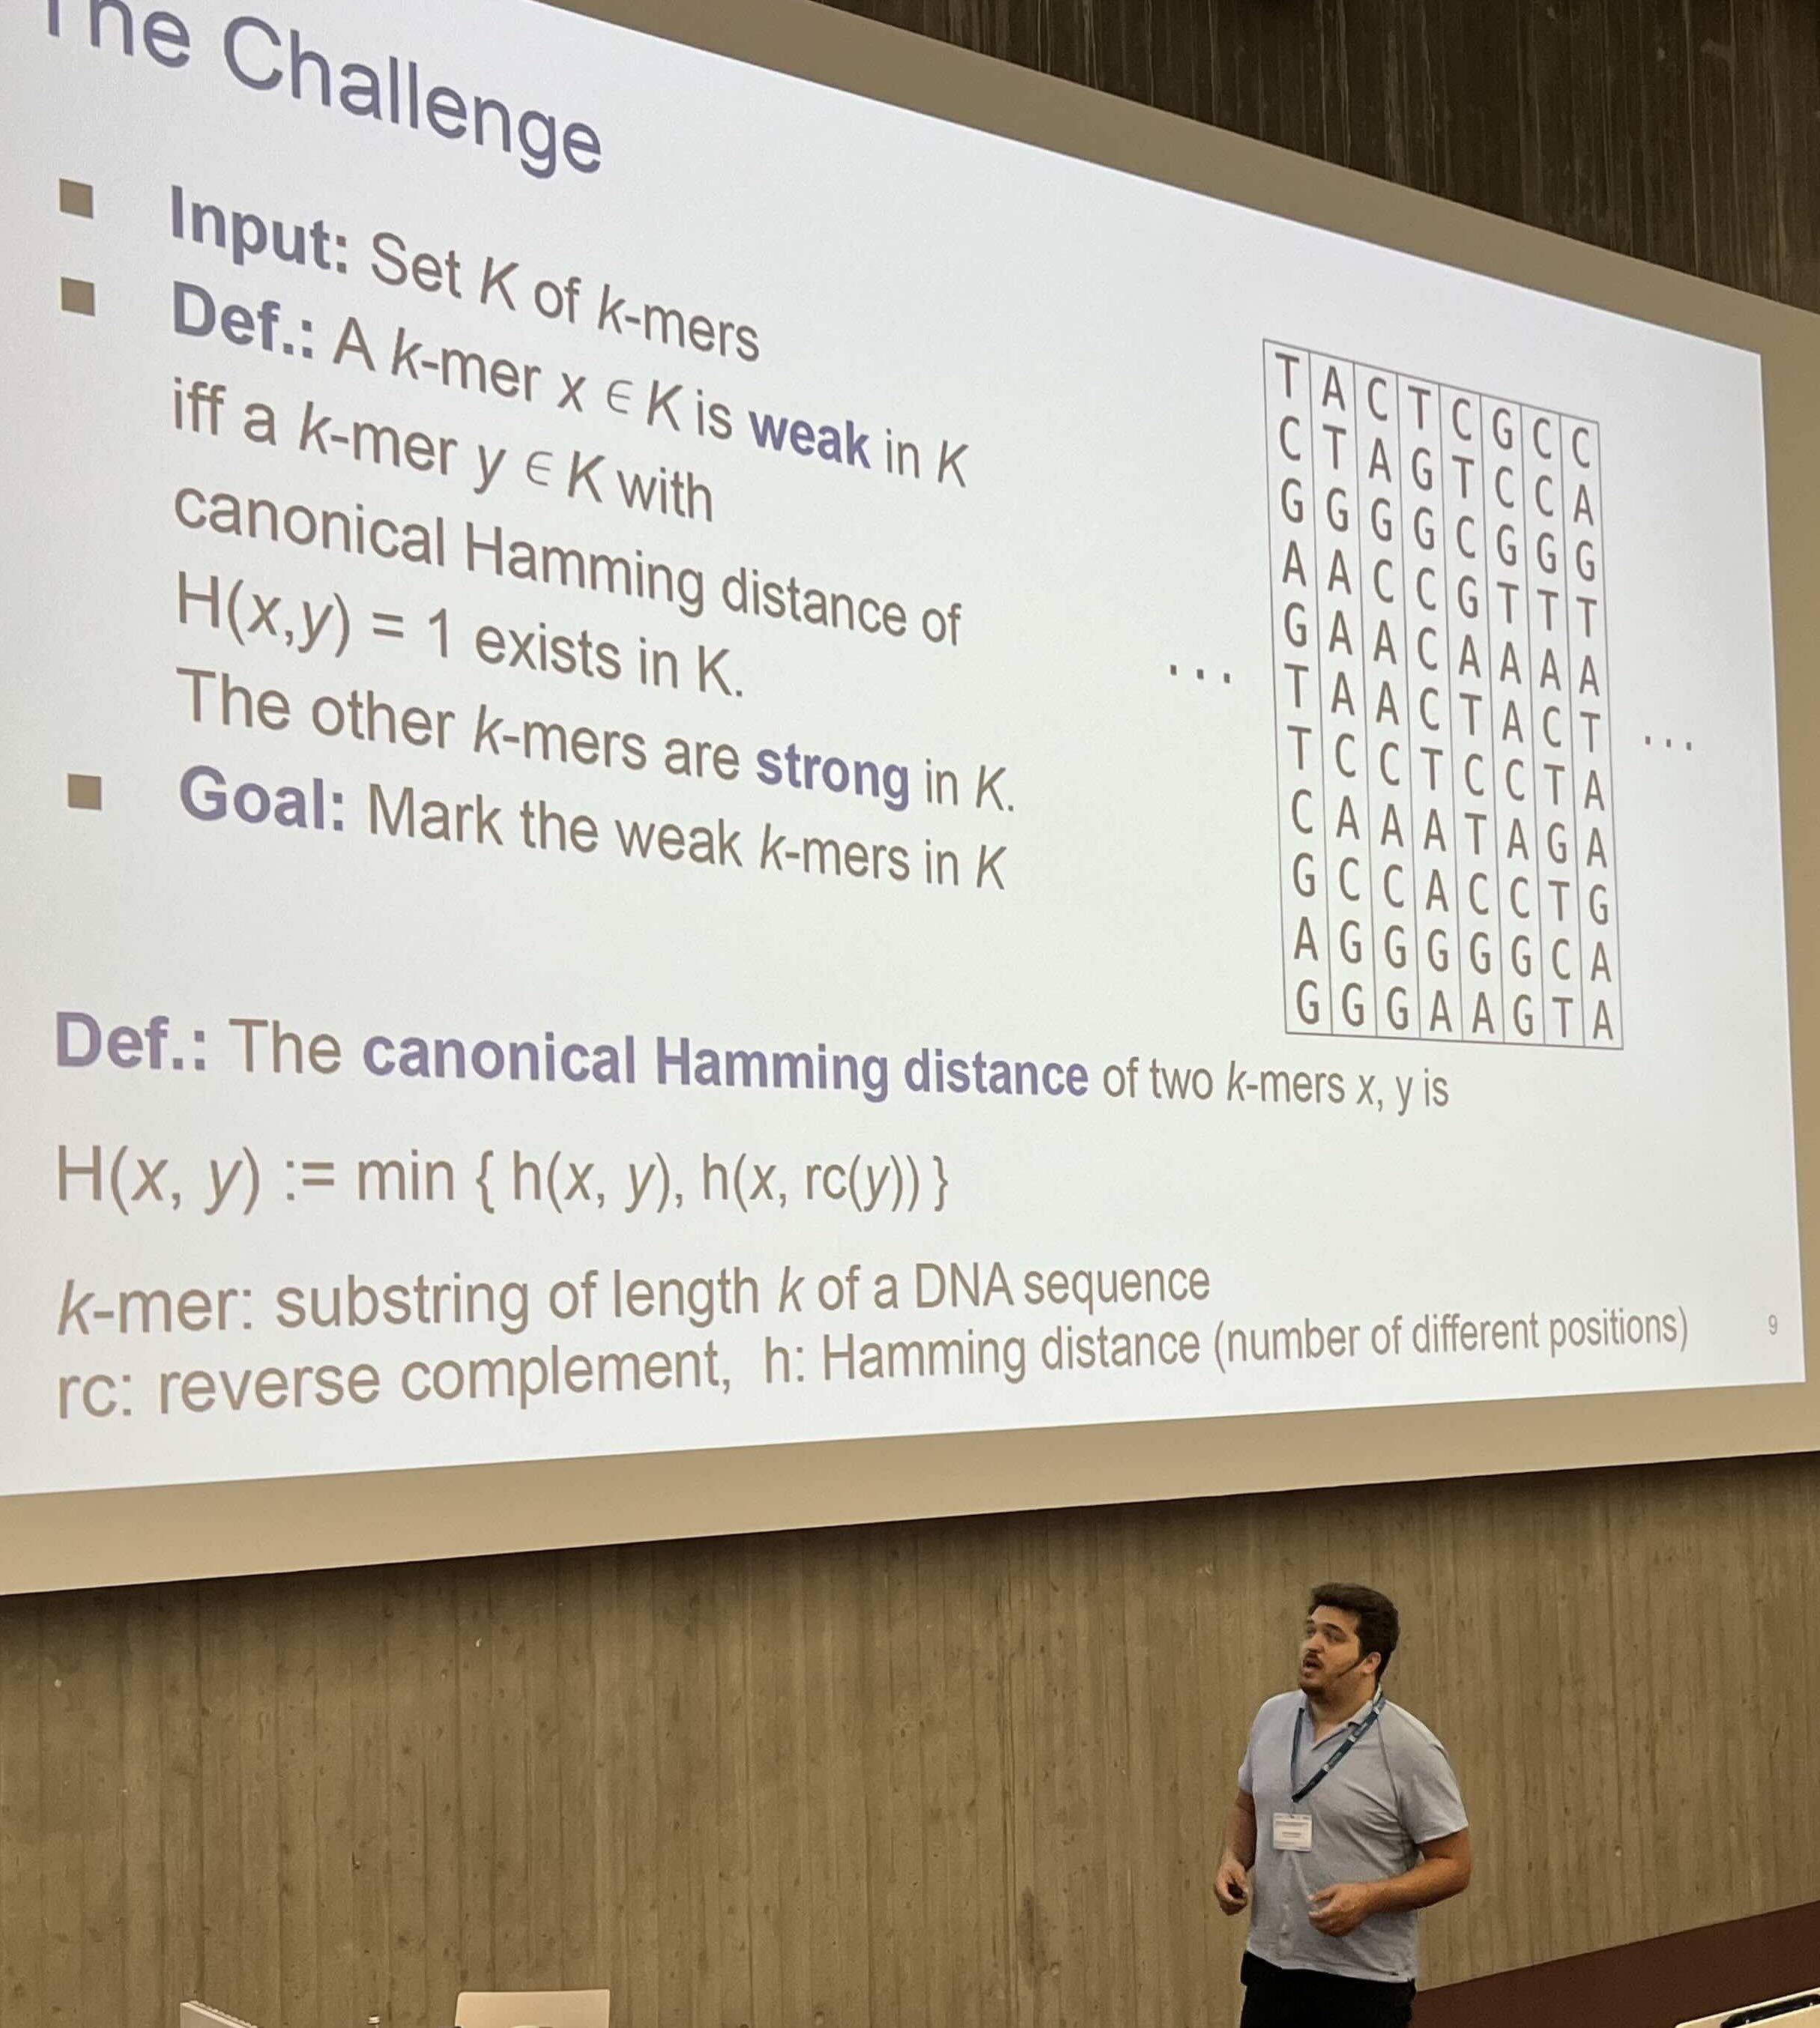 The Challenge
Input: Set K of k-mers
Def.: A k-mer x ∈ K is weak in K
iff a k-mer y ∈ K with
canonical Hamming distance of
H(x,y) = 1 exists in K.
The other k-mers are strong in K.
Goal: Mark the weak k-mers in K
T A C T C G C C
C T A G T C C A
G G G G C G G G
A A C C G T T T
G A A C A A A A
... T A A C T A C T ...
T C C T C C T A
C A A A T A G A
G C C A C C T G
A G G G G G C A
G G G A A G T A
Def.: The canonical Hamming distance of two k-mers x, y is
H(x, y) := min { h(x, y), h(x, rc(y)) }
k-mer: substring of length k of a DNA sequence
rc: reverse complement, h: Hamming distance (number of different positions)
9